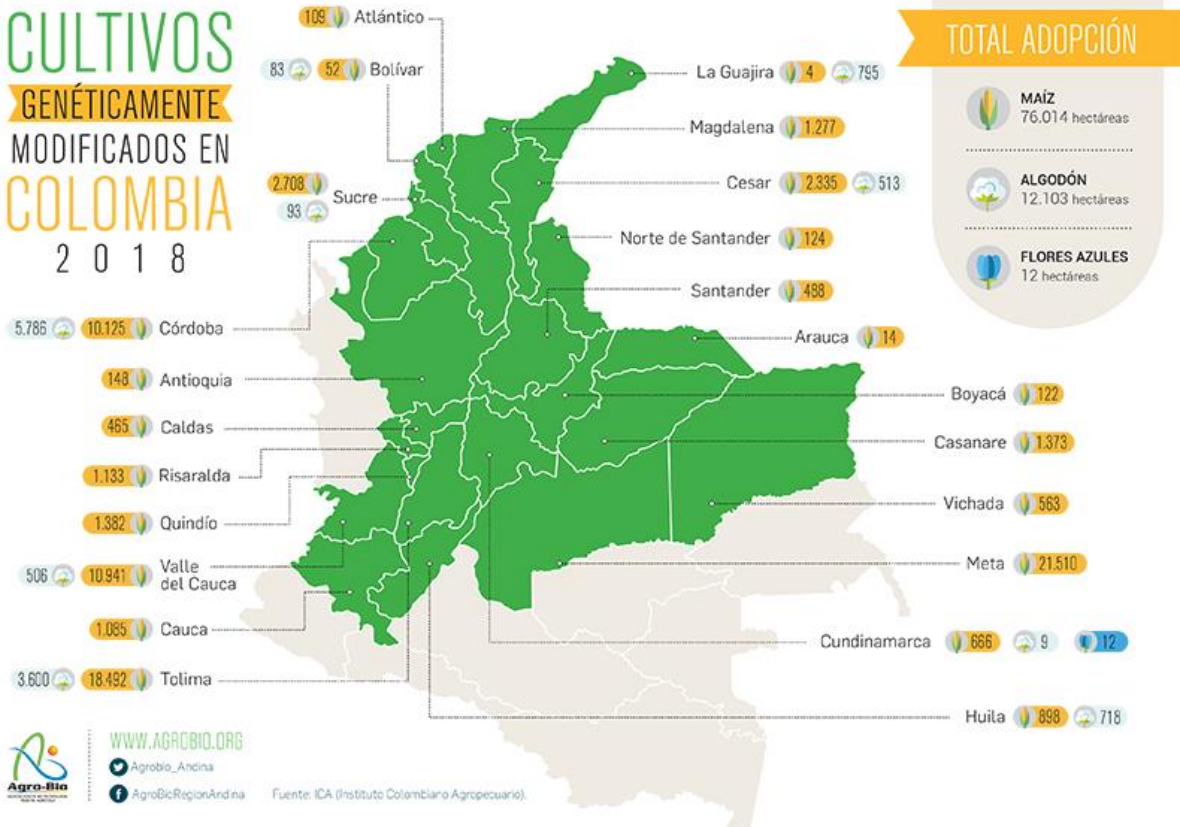 CULTIVOS
GENÉTICAMENTE
MODIFICADOS EN
COLOMBIA
2018
109 Atlántico
83 52 Bolívar
2.708
93
Sucre
5.786 10.125 Córdoba
148 Antioquia
465 Caldas
1.133 Risaralda
1.382 Quindío
506 10.941 Valle
del Cauca
1.085 Cauca
3.600 18.492 Tolima
La Guajira 4 795
Magdalena 1.277
Cesar 2.335 513
Norte de Santander 124
Santander 488
Arauca 14
Boyacá 122
Casanare 1.373
Vichada 563
Meta 21.510
Cundinamarca 666 9 12
Huila 898 718
TOTAL ADOPCIÓN
MAÍZ
76.014 hectáreas
ALGODÓN
12.103 hectáreas
FLORES AZULES
12 hectáreas
Agro-Bio
WWW.AGROBIO.ORG
Agrobio_Andina
AgroBioRegionAndina
Fuente: ICA (Instituto Colombiano Agropecuario).